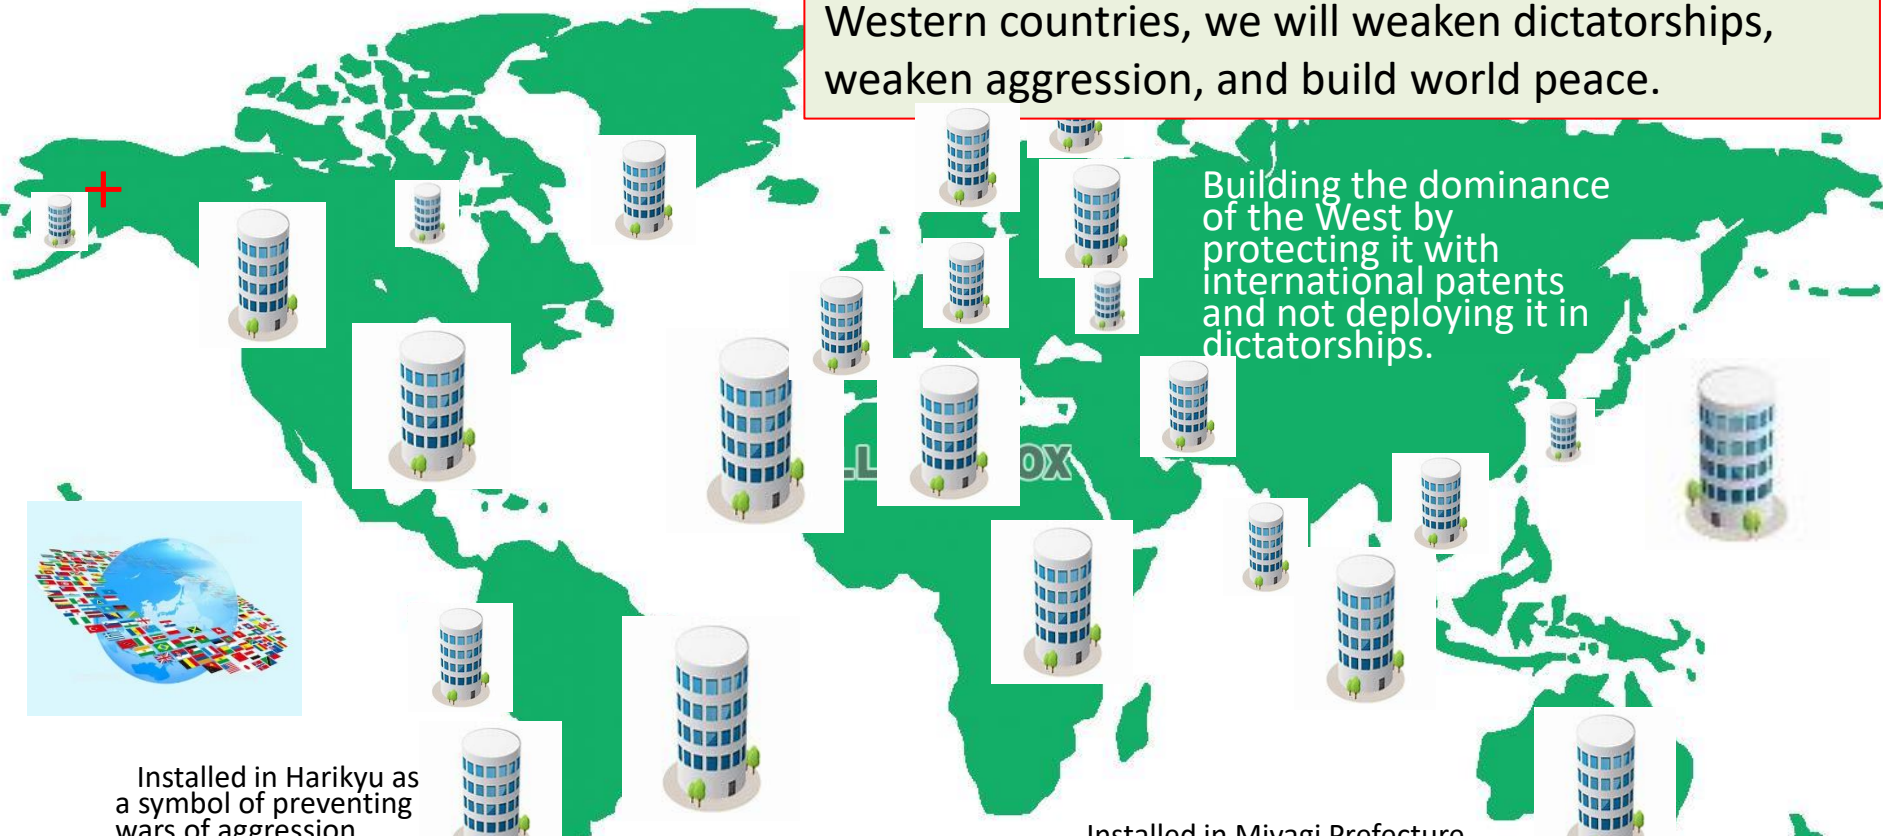 Western countries, we will weaken dictatorships,
weaken aggression, and build world peace.
Building the dominance
of the West by
protecting it with
international patents
and not deploying it in
dictatorships.
OX
Installed in Harikyu as
a symbol of preventing
wars of aggression
Installed in Miyagi Prefecture